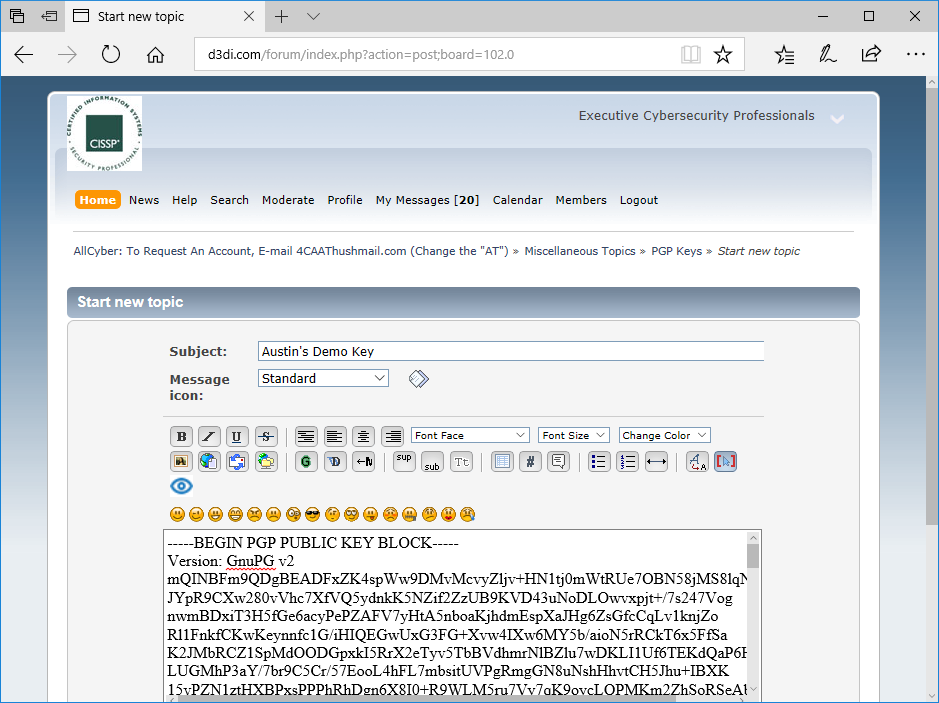 Start new topic
d3di.com/forum/index.php?action=post;board=102.0
CERTIFIED INFORMATION SYSTEMS SECURITY PROFESSIONAL
CISSP
Executive Cybersecurity Professionals
Home News Help Search Moderate Profile My Messages [20] Calendar Members Logout
AllCyber: To Request An Account, E-mail 4CAAThushmail.com (Change the "AT") » Miscellaneous Topics » PGP Keys » Start new topic
Start new topic
Subject: Austin's Demo Key
Message icon: Standard
B I U S Font Face Font Size Change Color
G D sup sub Tt #
-----BEGIN PGP PUBLIC KEY BLOCK-----
Version: GnuPG v2
mQINBFm9QDgBEADFxZK4spWw9DMvMcvyZljv+HN1tj0mWtRUe7OBN58jMS8lqN
JYpR9CXw280vVhc7XfVQ5ydnkK5NZif2ZzUB9KVD43uNoDLOwvxpjt+/7s247Vog
nwmBDxiT3H5fGe6acyPePZAFV7yHtA5nboaKjhdmEspXaJHg6ZsGfcCqLv1knjZo
Rl1FnkfCKwKeynnfc1G/iHIQEGwUxG3FG+Xvw4IXw6MY5b/aioN5rRCkT6x5FfSa
K2JMbRCZ1SpMdOODGpxkI5RrX2eTyv5TbBVdhmrNlBZlu7wDKLI1Uf6TEKdQaP6H
LUGMhP3aY/7br9C5Cr/57EooL4hFL7mbsitUVPgRmgGN8uNshHhvtCH5Jhu+IBXK
15yPZN1ztHXBPxsPPPhRhDgn6X8I0+R9WLM5ru7Vv7qK9oycLOPMKm2ZhSoRSeAb